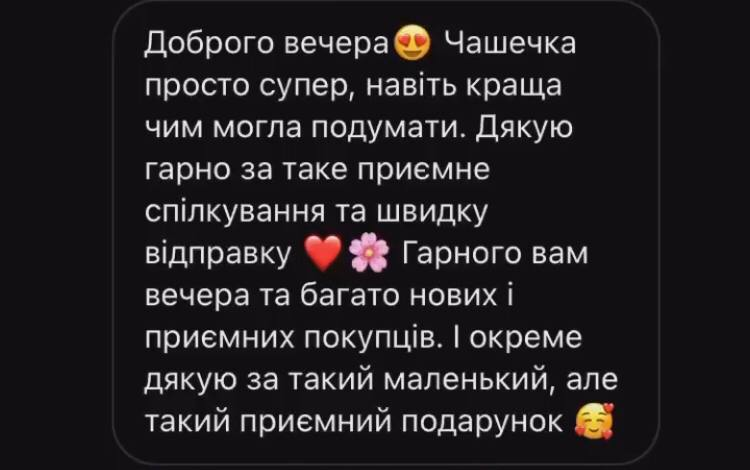 Доброго вечера😍 Чашечка
просто супер, навіть краща
чим могла подумати. Дякую
гарно за таке приємне
спілкування та швидку
відправку ❤️🌸 Гарного вам
вечера та багато нових і
приємних покупців. І окреме
дякую за такий маленький, але
такий приємний подарунок 🥰